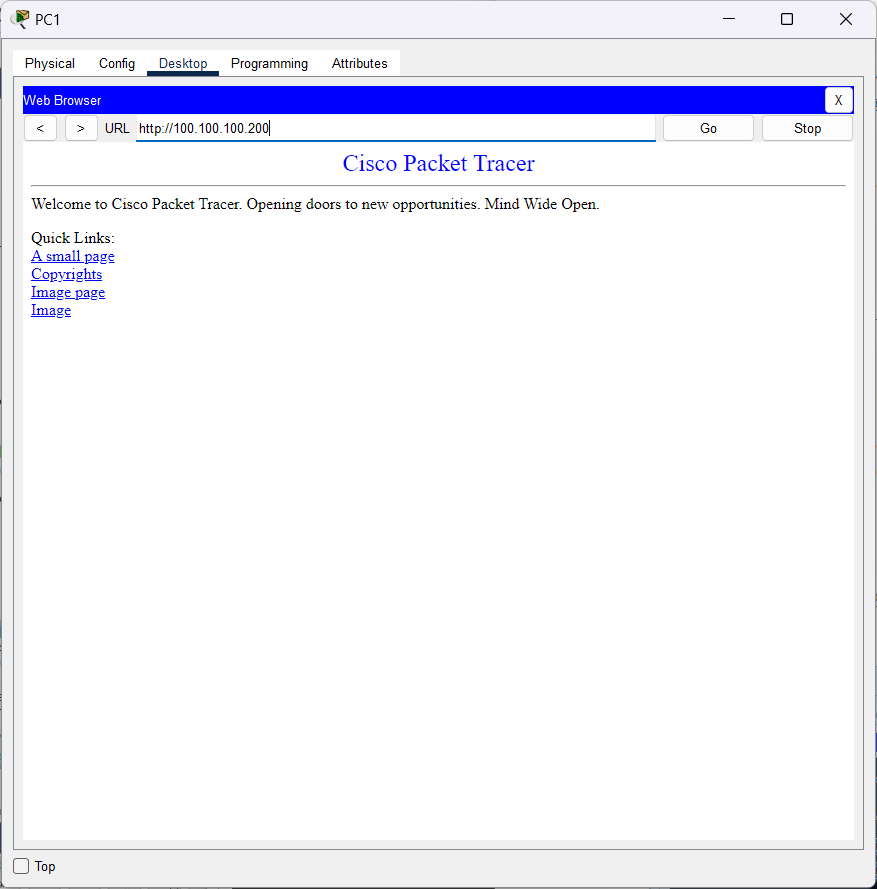 PC1
Physical Config Desktop Programming Attributes
Web Browser X
< > URL http://100.100.100.200 Go Stop
Cisco Packet Tracer
Welcome to Cisco Packet Tracer. Opening doors to new opportunities. Mind Wide Open.
Quick Links:
A small page
Copyrights
Image page
Image
Top